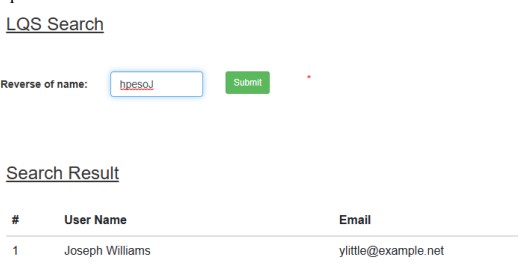 LQS Search
Reverse of name: hpesoJ Submit *
Search Result
# User Name Email
1 Joseph Williams ylittle@example.net